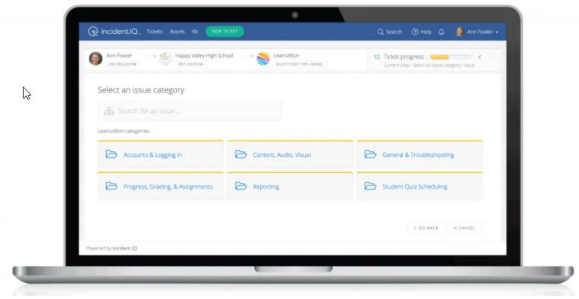 incidentIQ Tickets Assets Kb NEW TICKET Search Help Ann Fowler
Ann Fowler Happy Valley High School LearnZillion Ticket progress:
Select an issue category
Search for an issue ...
LearnZillion categories:
Accounts & Logging In Content, Audio, Visual General & Troubleshooting
Progress, Grading, & Assignments Reporting Student Quiz Scheduling
< GO BACK × CANCEL
Powered by Incident IQ